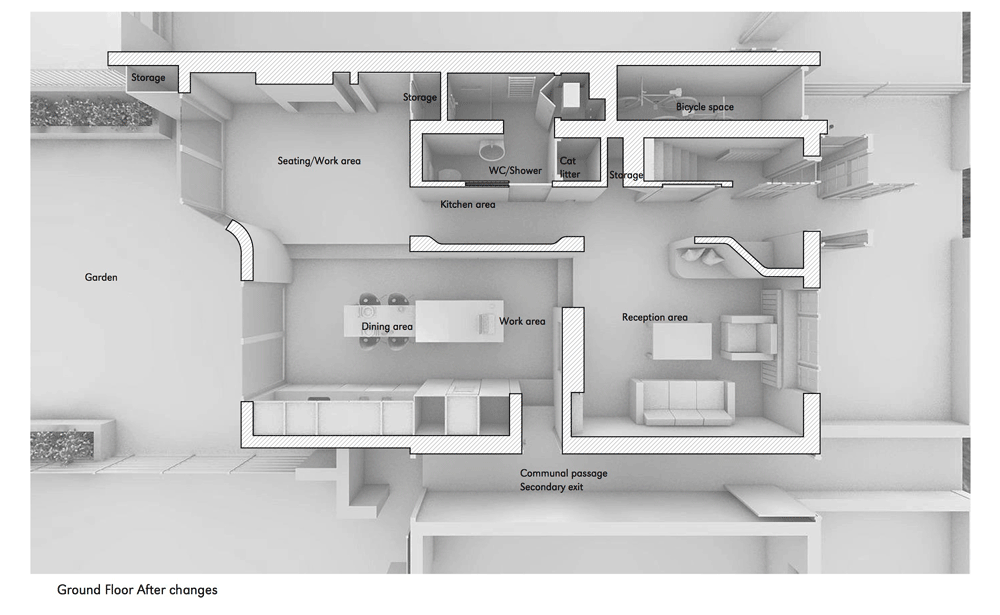 Storage
Storage
Bicycle space
Seating/Work area
WC/Shower
Cat
litter
Storage
Kitchen area
Garden
Dining area
Work area
Reception area
Communal passage
Secondary exit
Ground Floor After changes